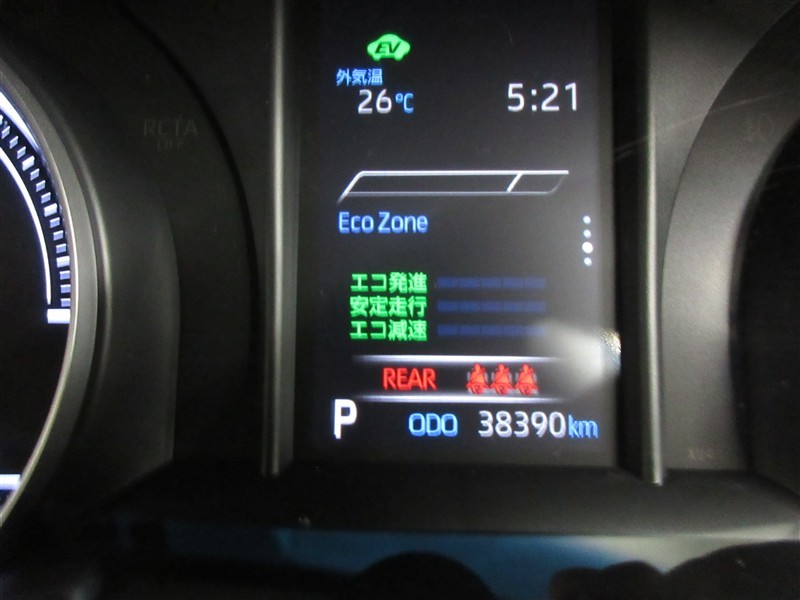 EV
外気温
26℃ 5:21
RCTA
OFF
Eco Zone
エコ発進
安定走行
エコ減速
REAR
P ODO 38390km